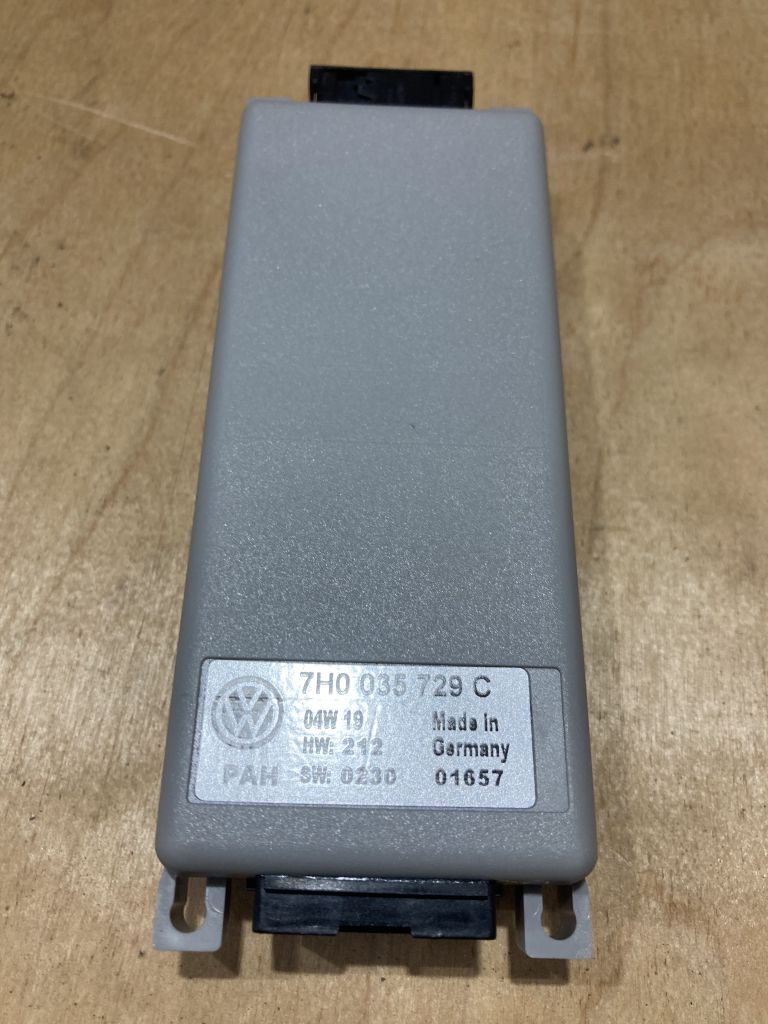 7H0 035 729 C
04W 19 Made in
HW: 212 Germany
PAH SW: 0230 01657